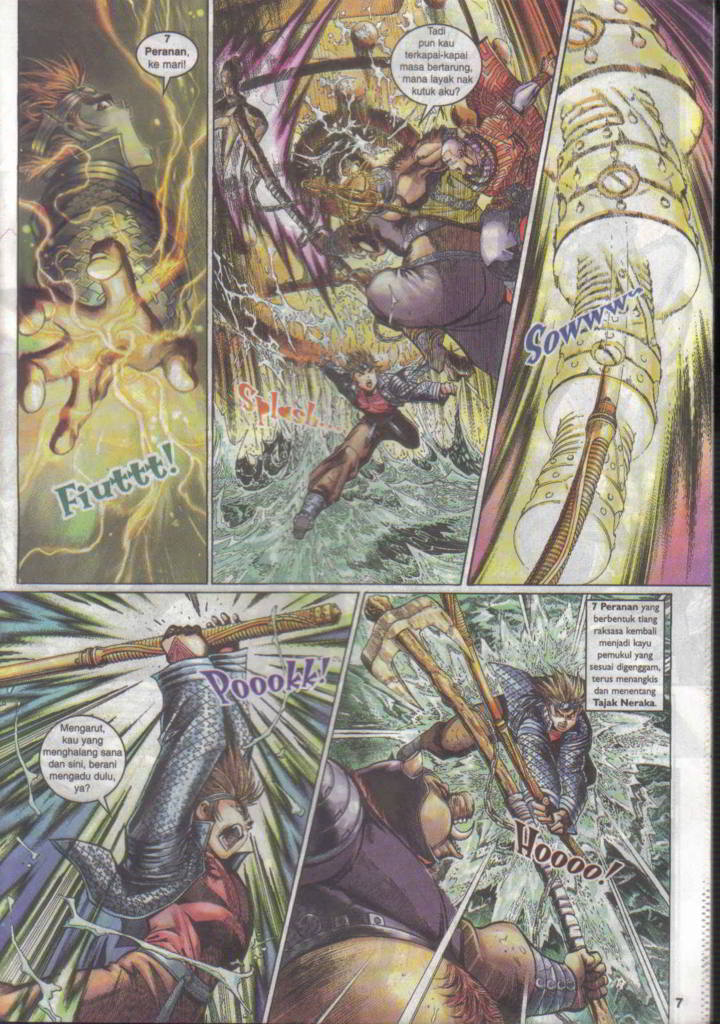 7
Peranan,
ke mari!
Fiuttt!
Tadi
pun kau
terkapai-kapai
masa bertarung,
mana layak nak
kutuk aku?
Splash...
Sowww~
Poookk!
Mengarut,
kau yang
menghalang sana
dan sini, berani
mengadu dulu,
ya?
7 Peranan yang
berbentuk tiang
raksasa kembali
menjadi kayu
pemukul yang
sesuai digenggam,
terus menangkis
dan menentang
Tajak Neraka.
Hoooo!
7